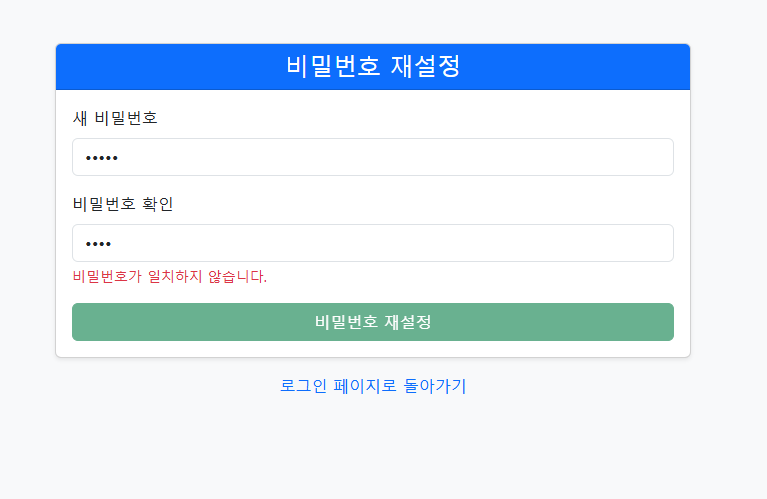 비밀번호 재설정
새 비밀번호
•••••
비밀번호 확인
••••
비밀번호가 일치하지 않습니다.
비밀번호 재설정
로그인 페이지로 돌아가기